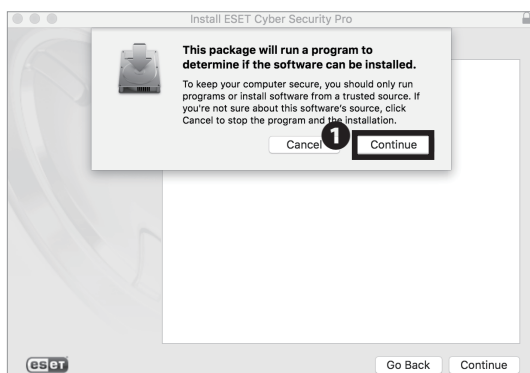 Install ESET Cyber Security Pro
This package will run a program to
determine if the software can be installed.
To keep your computer secure, you should only run
programs or install software from a trusted source. If
you're not sure about this software's source, click
Cancel to stop the program and the installation.
1
Cancel
Continue
eset
Go Back
Continue